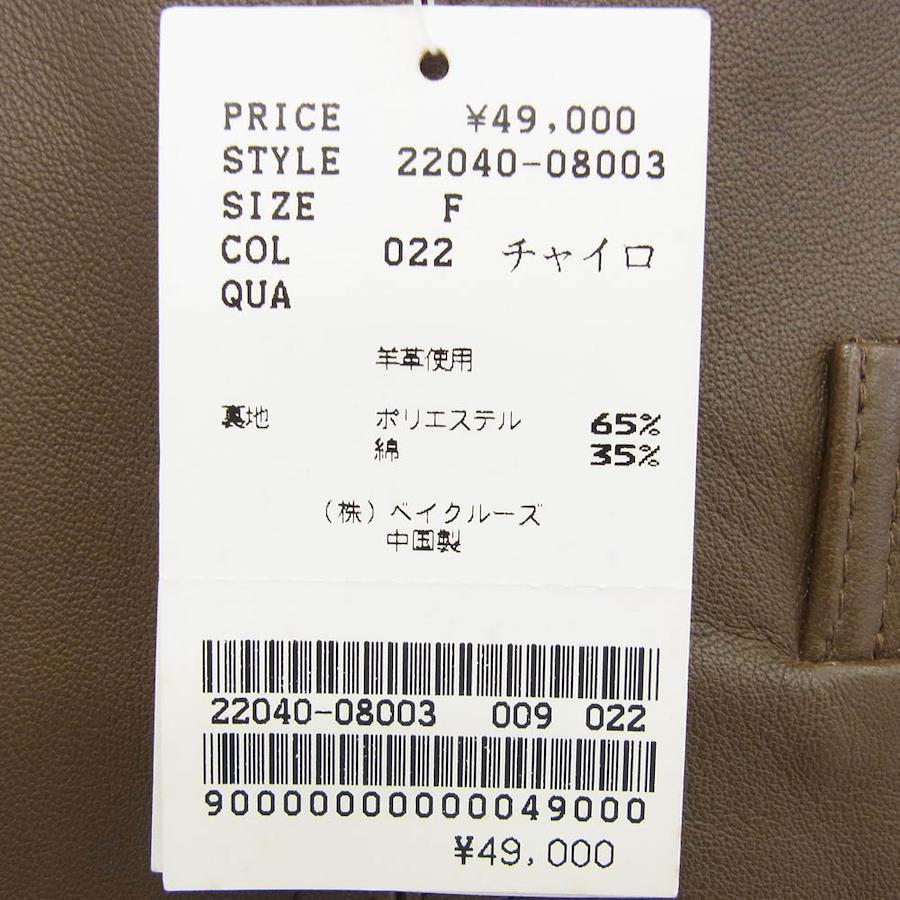 PRICE ¥49,000
STYLE 22040-08003
SIZE F
COL 022 チャイロ
QUA
羊革使用
裏地 ポリエステル 65%
綿 35%
(株)ベイクルーズ
中国製
22040-08003 009 022
9000000000049000
¥49,000